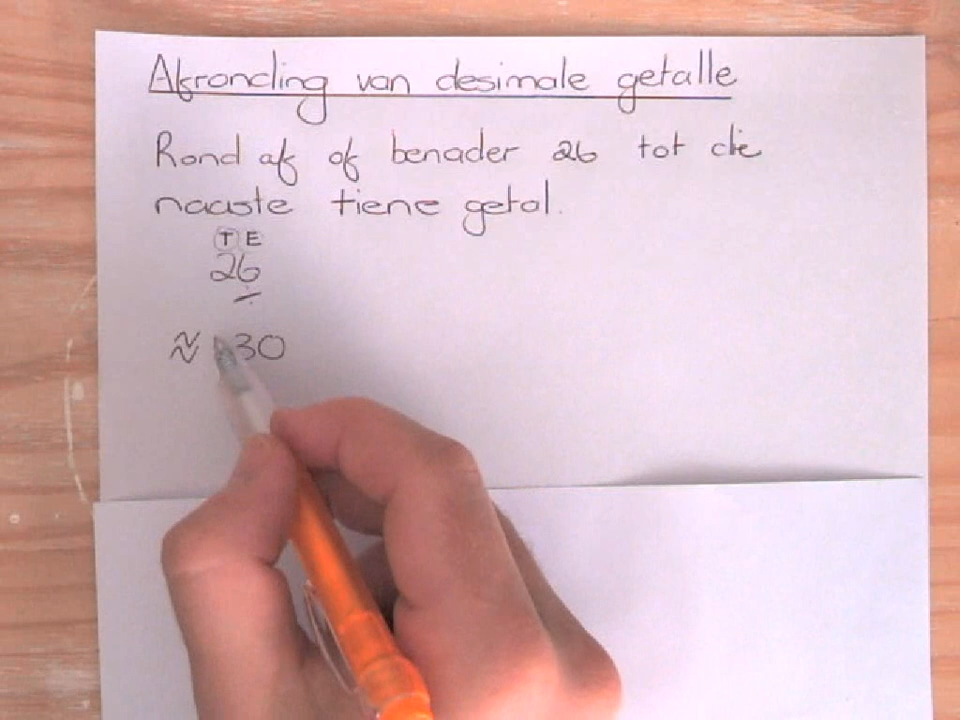 Afronding van desimale getalle
Rond af of benader 26 tot die
naaste tiene getal.
T E
26
≈ 30